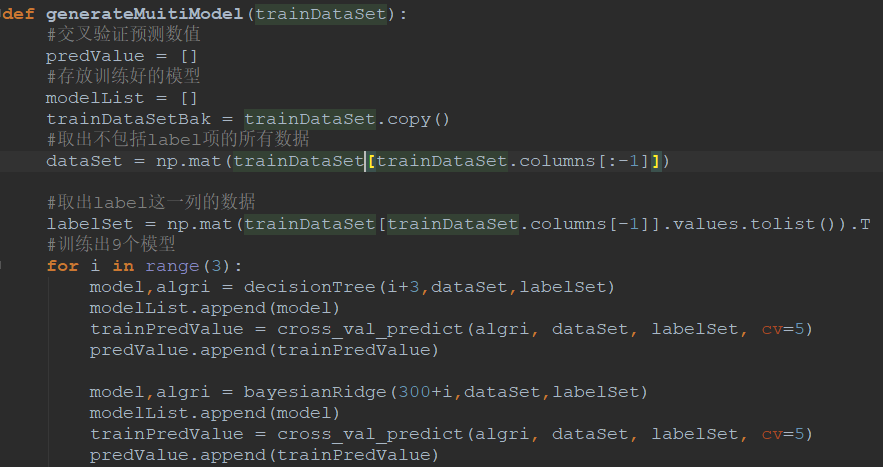 def generateMuitiModel(trainDataSet):
#交叉验证预测数值
predValue = []
#存放训练好的模型
modelList = []
trainDataSetBak = trainDataSet.copy()
#取出不包括label项的所有数据
dataSet = np.mat(trainDataSet[trainDataSet.columns[:-1]])
#取出label这一列的数据
labelSet = np.mat(trainDataSet[trainDataSet.columns[-1]].values.tolist()).T
#训练出9个模型
for i in range(3):
model,algri = decisionTree(i+3,dataSet,labelSet)
modelList.append(model)
trainPredValue = cross_val_predict(algri, dataSet, labelSet, cv=5)
predValue.append(trainPredValue)
model,algri = bayesianRidge(300+i,dataSet,labelSet)
modelList.append(model)
trainPredValue = cross_val_predict(algri, dataSet, labelSet, cv=5)
predValue.append(trainPredValue)